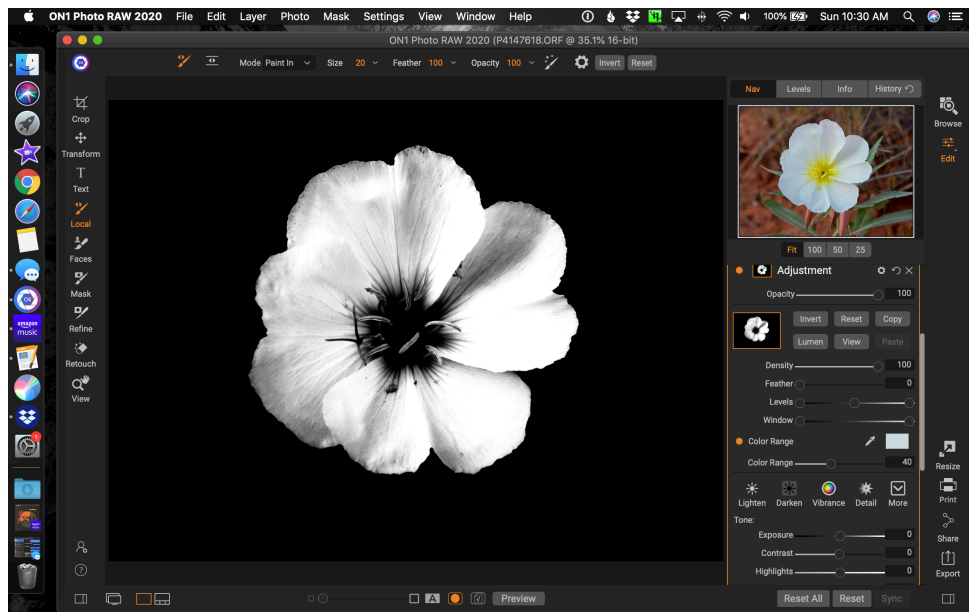 ON1 Photo RAW 2020 File Edit Layer Photo Mask Settings View Window Help 100% Sun 10:30 AM
ON1 Photo RAW 2020 (P4147618.ORF @ 35.1% 16-bit)
Mode Paint In Size 20 Feather 100 Opacity 100 Invert Reset
Crop
Transform
Text
Local
Faces
Mask
Refine
Retouch
View
amazon
music
1
Nav Levels Info History
Fit 100 50 25
Adjustment
Opacity 100
Invert Reset Copy
Lumen View Paste
Density 100
Feather 0
Levels
Window
Color Range
Color Range 40
Lighten Darken Vibrance Detail More
Tone:
Exposure 0
Contrast 0
Highlights 0
Browse
Edit
Resize
Print
Share
Export
A Preview
Reset All Reset Sync